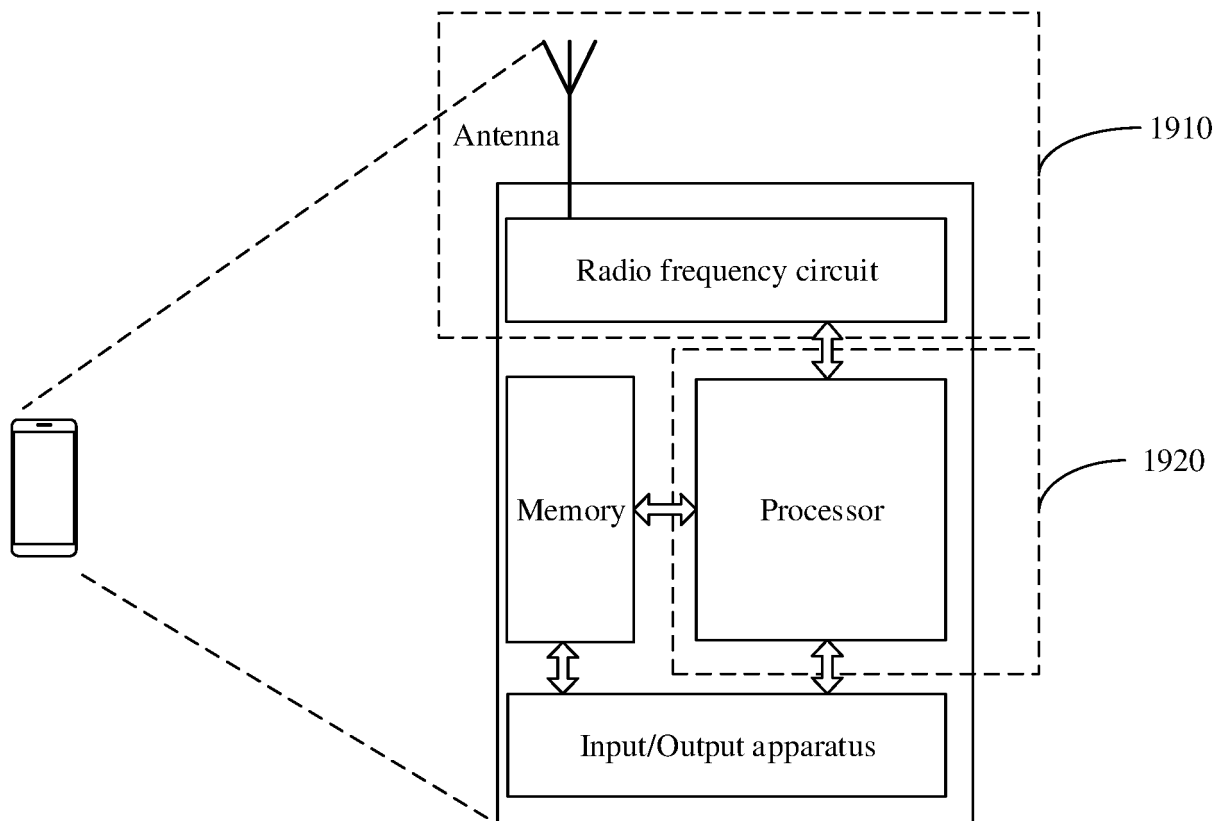 1910
Antenna
Radio frequency circuit
1920
Memory
Processor
Input/Output apparatus